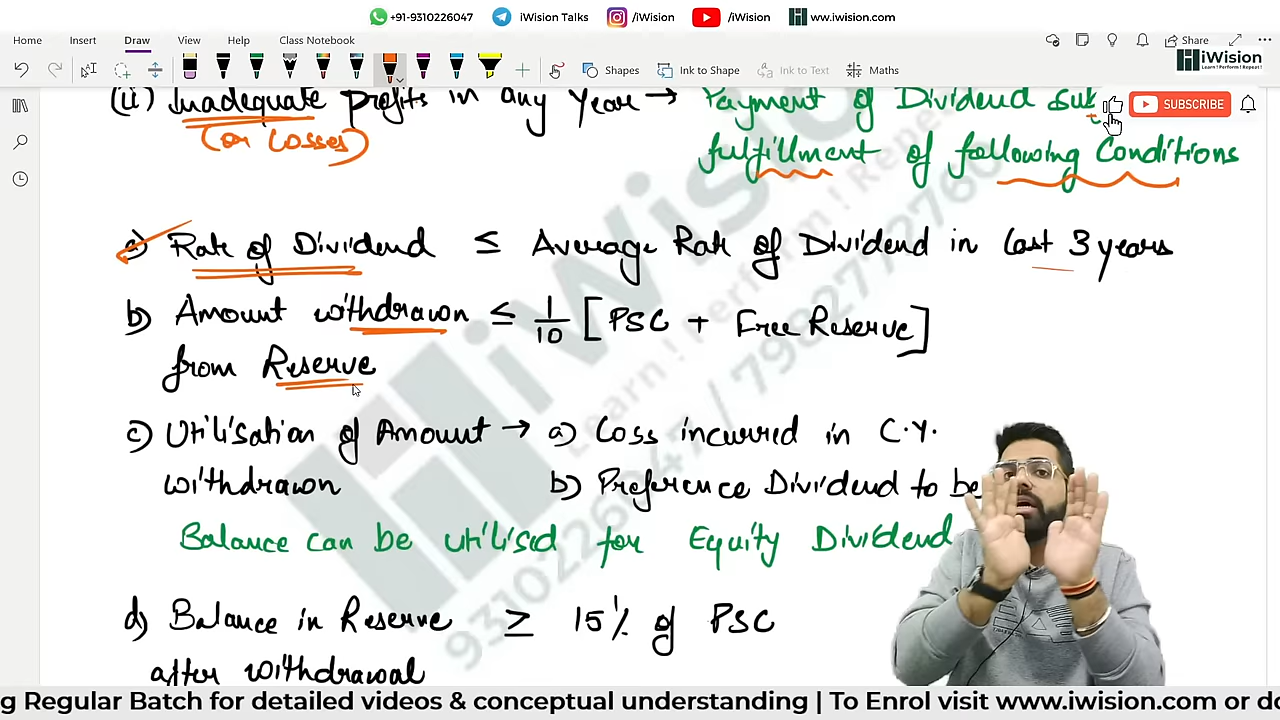 +91-9310226047 iWision Talks /iWision /iWision ww.iwision.com
Home Insert Draw View Help Class Notebook Share
iWision
Learn ! Perform ! Repeat !
Shapes Ink to Shape Ink to Text Maths
SUBSCRIBE
(ii) Inadequate profits in any Year → Payment of Dividend
(or Losses) fulfillment of following Conditions
a) Rate of Dividend ≤ Average Rate of Dividend in last 3 years
b) Amount withdrawn ≤ 1/10 [PSC + Free Reserve]
from Reserve
c) Utilisation of Amount → a) Loss incurred in C.Y.
withdrawn b) Preference Dividend to be
Balance can be utilised for Equity Dividend
d) Balance in Reserve ≥ 15% of PSC
after withdrawal
g Regular Batch for detailed videos & conceptual understanding | To Enrol visit www.iwision.com or do